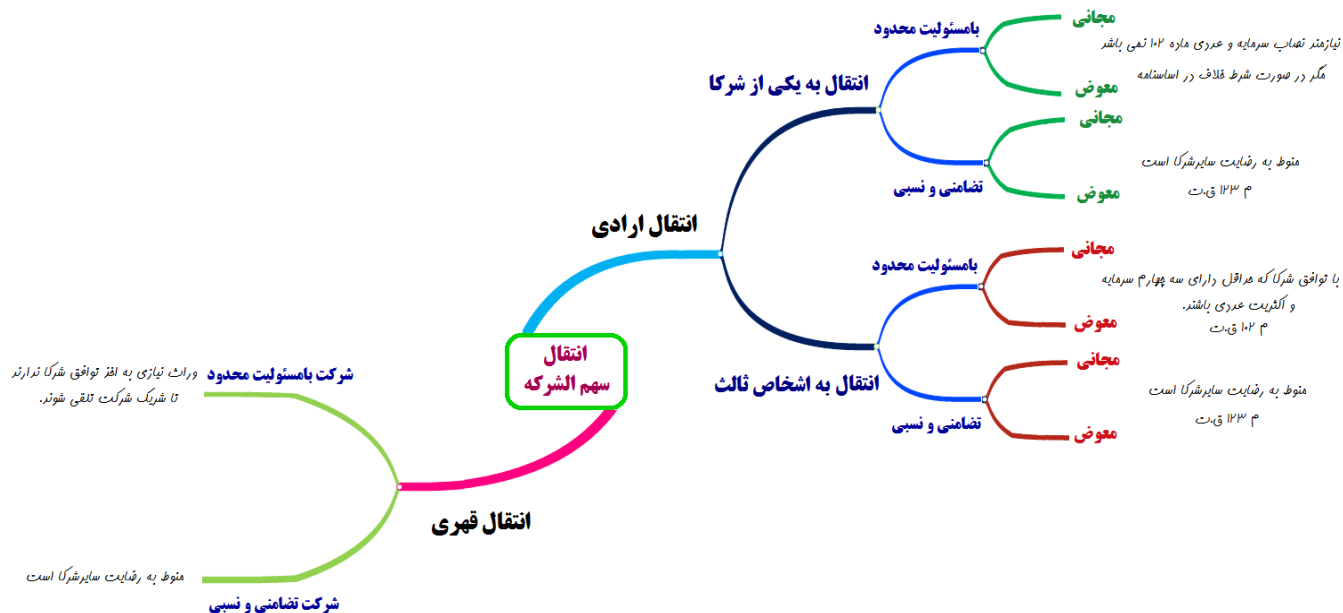 انتقال
سهم الشرکه
انتقال ارادی
انتقال به یکی از شرکا
بامسئولیت محدود
مجانی
معوض
نیازمند نصاب سرمایه و عددی ماده ۱۰۲ نمی باشد
مگر در صورت شرط خلاف در اساسنامه
تضامنی و نسبی
مجانی
معوض
منوط به رضایت سایرشرکا است
م ۱۲۳ ق.ت
انتقال به اشخاص ثالث
بامسئولیت محدود
مجانی
معوض
با توافق شرکا که حداقل دارای سه چهارم سرمایه
و اکثریت عددی باشند.
م ۱۰۲ ق.ت
تضامنی و نسبی
مجانی
معوض
منوط به رضایت سایرشرکا است
م ۱۲۳ ق.ت
انتقال قهری
شرکت بامسئولیت محدود
وراث نیازی به اخذ توافق شرکا ندارند
تا شریک شرکت تلقی شوند.
شرکت تضامنی و نسبی
منوط به رضایت سایرشرکا است